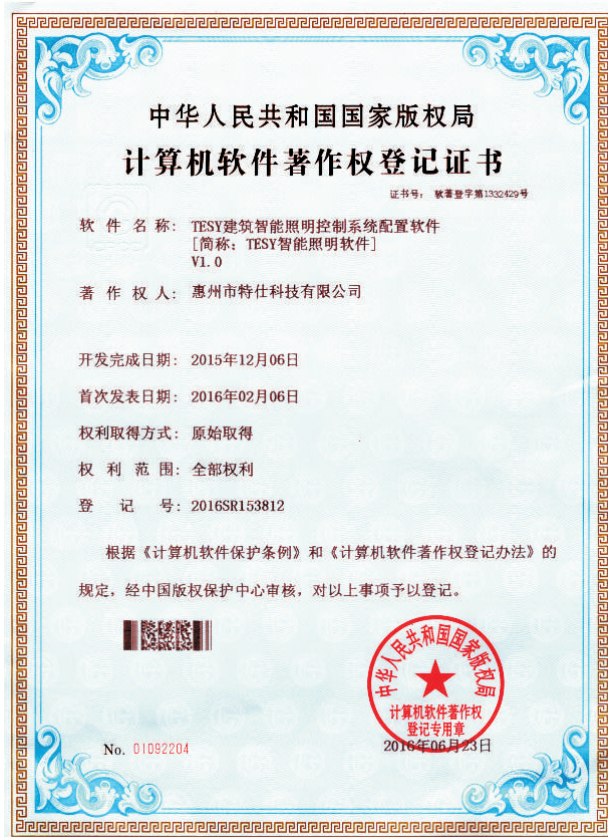 中华人民共和国国家版权局
计算机软件著作权登记证书
证书号： 软著登字第1332429号
软件名称： TESY建筑智能照明控制系统配置软件
[简称：TESY智能照明软件]
V1.0
著作权人： 惠州市特仕科技有限公司
开发完成日期： 2015年12月06日
首次发表日期： 2016年02月06日
权利取得方式： 原始取得
权利范围： 全部权利
登记号： 2016SR153812
根据《计算机软件保护条例》和《计算机软件著作权登记办法》的
规定，经中国版权保护中心审核，对以上事项予以登记。
中华人民共和国国家版权局
计算机软件著作权
登记专用章
No. 01092204
2016年06月23日